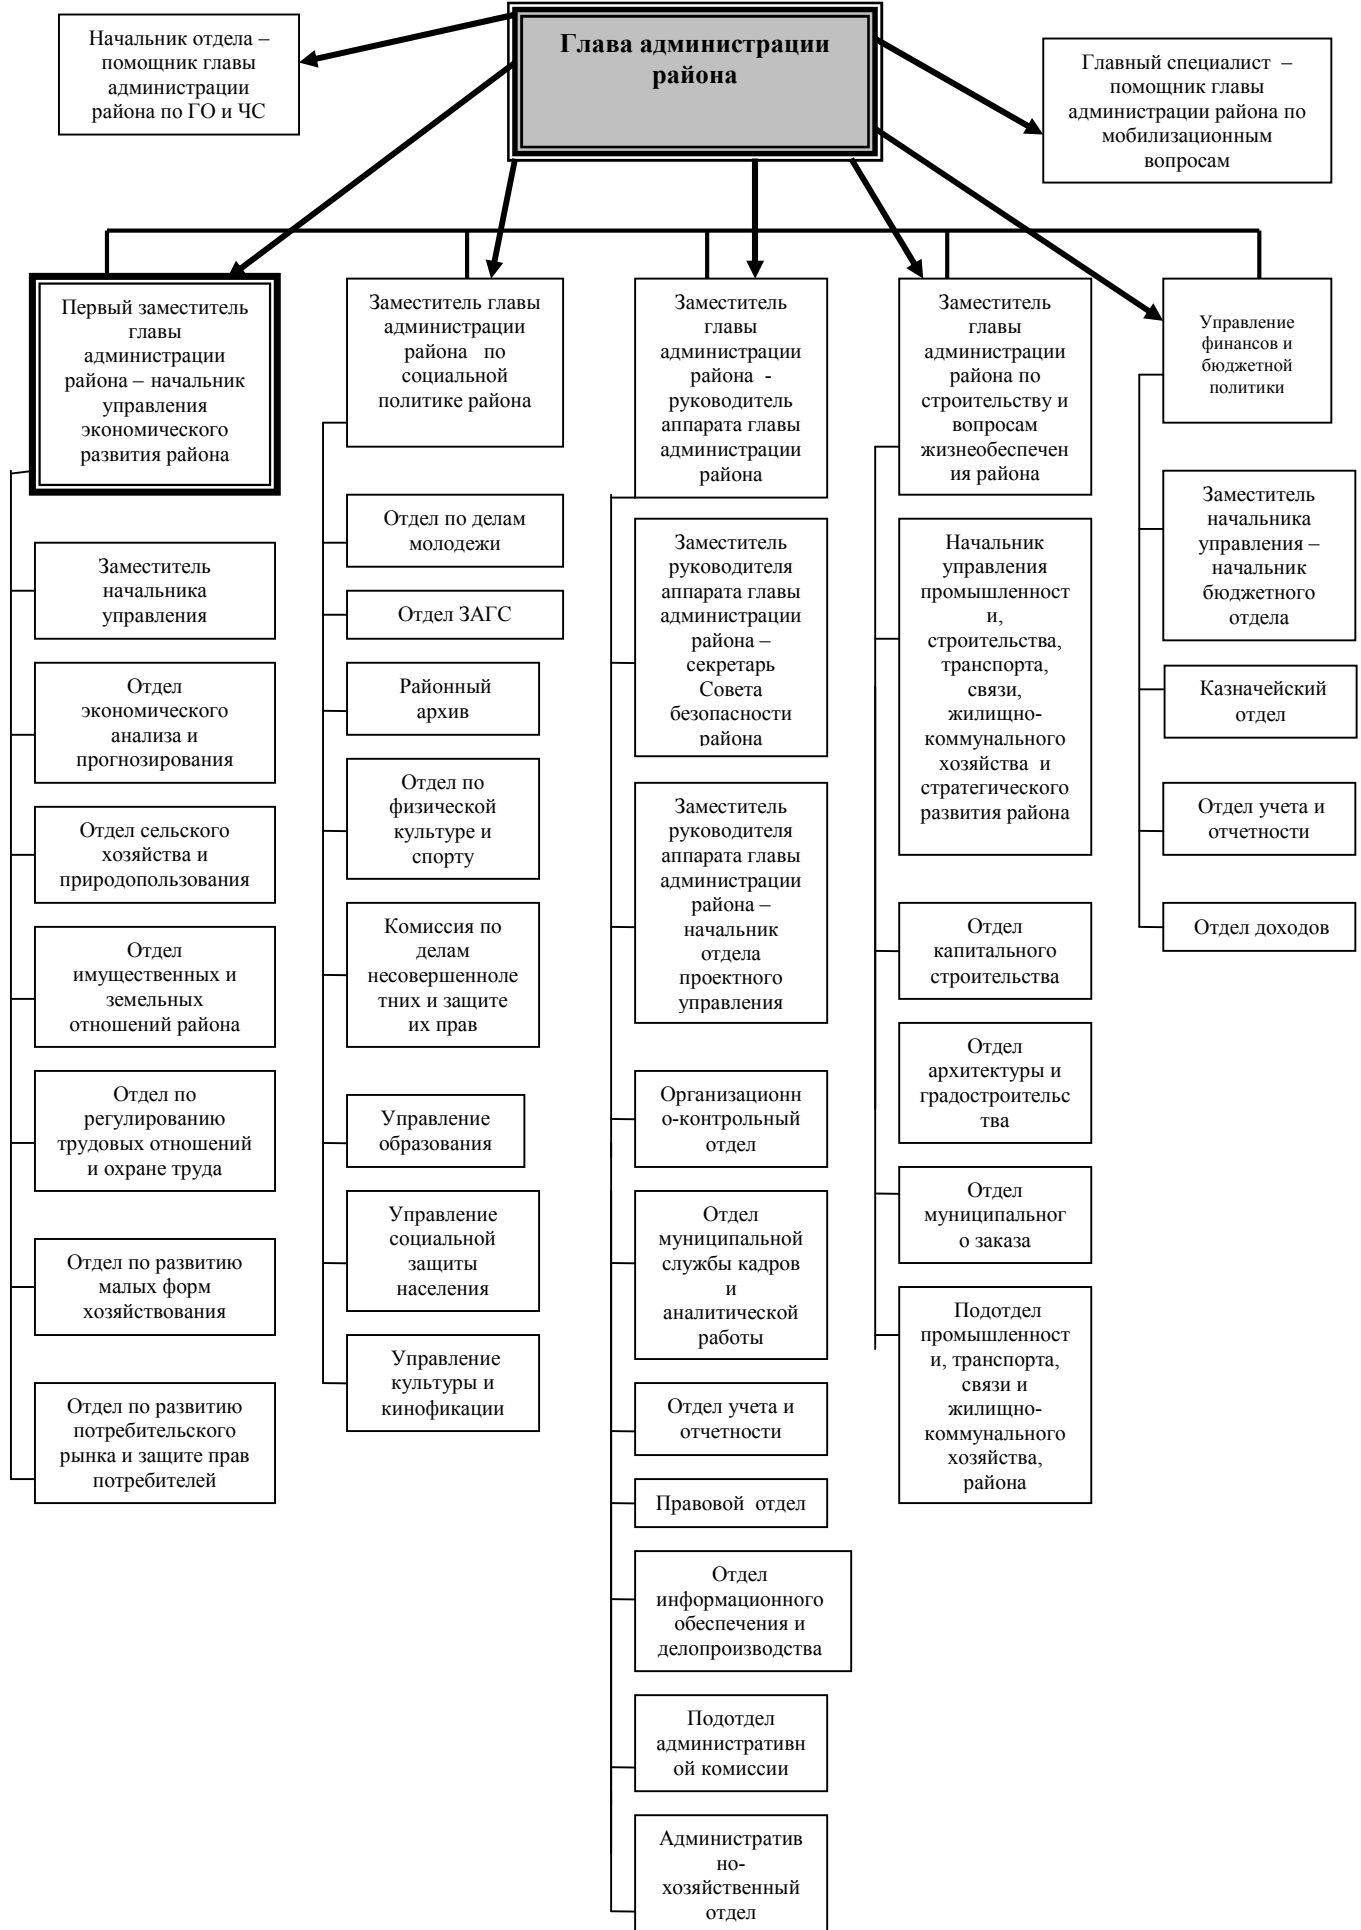 Глава администрации
района
Начальник отдела –
помощник главы
администрации
района по ГО и ЧС
Главный специалист –
помощник главы
администрации района по
мобилизационным
вопросам
Первый заместитель
главы
администрации
района – начальник
управления
экономического
развития района
Заместитель
начальника
управления
Отдел
экономического
анализа и
прогнозирования
Отдел сельского
хозяйства и
природопользования
Отдел
имущественных и
земельных
отношений района
Отдел по
регулированию
трудовых отношений
и охране труда
Отдел по развитию
малых форм
хозяйствования
Отдел по развитию
потребительского
рынка и защите прав
потребителей
Заместитель главы
администрации
района по
социальной
политике района
Отдел по делам
молодежи
Отдел ЗАГС
Районный
архив
Отдел по
физической
культуре и
спорту
Комиссия по
делам
несовершенноле
тних и защите
их прав
Управление
образования
Управление
социальной
защиты
населения
Управление
культуры и
кинофикации
Заместитель
главы
администрации
района -
руководитель
аппарата главы
администрации
района
Заместитель
руководителя
аппарата главы
администрации
района –
секретарь
Совета
безопасности
района
Заместитель
руководителя
аппарата главы
администрации
района –
начальник
отдела
проектного
управления
Организационн
о-контрольный
отдел
Отдел
муниципальной
службы кадров
и
аналитической
работы
Отдел учета и
отчетности
Правовой отдел
Отдел
информационного
обеспечения и
делопроизводства
Подотдел
административн
ой комиссии
Административ
но-
хозяйственный
отдел
Заместитель
главы
администрации
района по
строительству и
вопросам
жизнеобеспечен
ия района
Начальник
управления
промышленност
и,
строительства,
транспорта,
связи,
жилищно-
коммунального
хозяйства и
стратегического
развития района
Отдел
капитального
строительства
Отдел
архитектуры и
градостроительс
тва
Отдел
муниципальног
о заказа
Подотдел
промышленност
и, транспорта,
связи и
жилищно-
коммунального
хозяйства,
района
Управление
финансов и
бюджетной
политики
Заместитель
начальника
управления –
начальник
бюджетного
отдела
Казначейский
отдел
Отдел учета и
отчетности
Отдел доходов